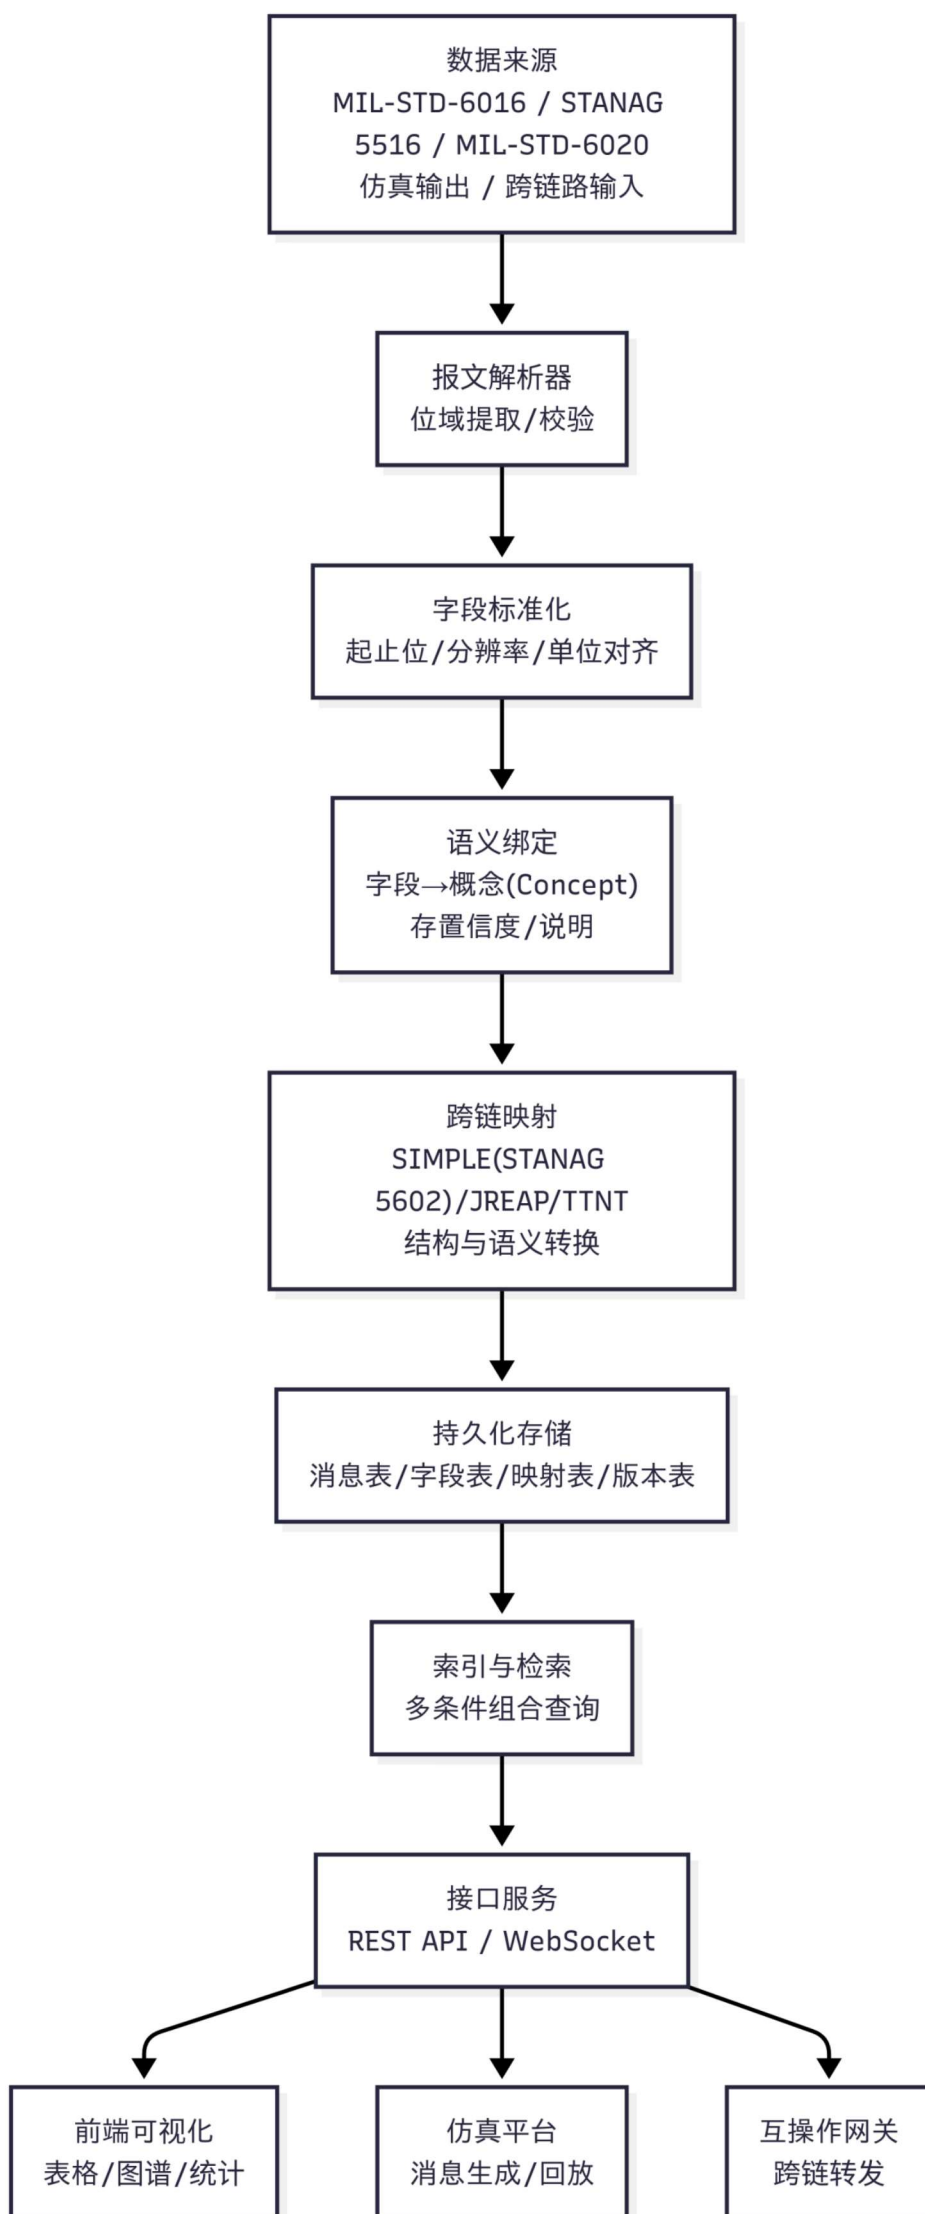 数据来源
MIL-STD-6016 / STANAG
5516 / MIL-STD-6020
仿真输出 / 跨链路输入
报文解析器
位域提取/校验
字段标准化
起止位/分辨率/单位对齐
语义绑定
字段→概念(Concept)
存置信度/说明
跨链映射
SIMPLE(STANAG
5602)/JREAP/TTNT
结构与语义转换
持久化存储
消息表/字段表/映射表/版本表
索引与检索
多条件组合查询
接口服务
REST API / WebSocket
前端可视化
表格/图谱/统计
仿真平台
消息生成/回放
互操作网关
跨链转发